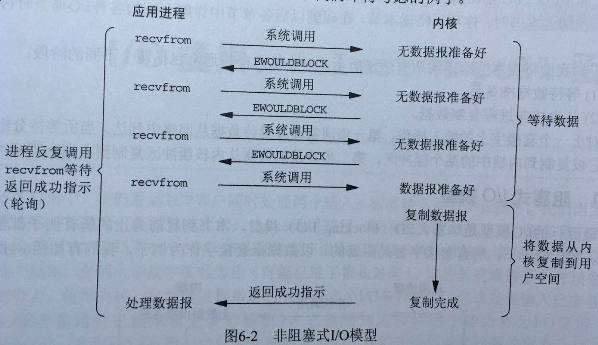 应用进程
内核
recvfrom
系统调用
无数据报准备好
EWOULDBLOCK
recvfrom
系统调用
无数据报准备好
EWOULDBLOCK
recvfrom
系统调用
无数据报准备好
EWOULDBLOCK
recvfrom
系统调用
数据报准备好
等待数据
进程反复调用
recvfrom等待
返回成功指示
(轮询)
复制数据报
将数据从内
核复制到用
户空间
处理数据报
返回成功指示
复制完成
图6-2 非阻塞式I/O模型